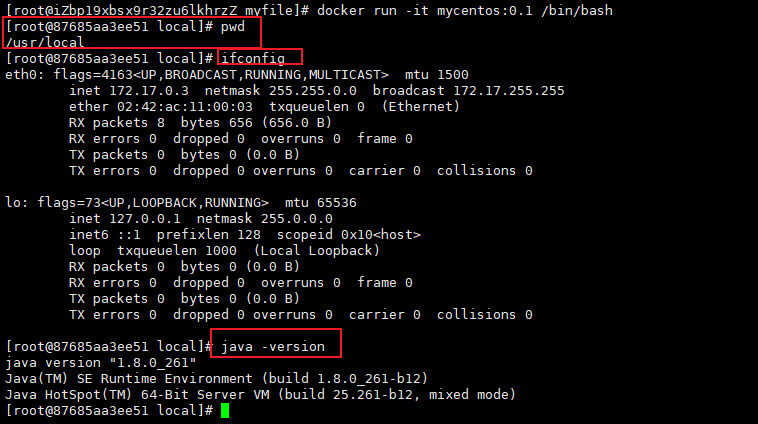 [root@iZbp19xbsx9r32zu6lkhrzZ myfile]# docker run -it mycentos:0.1 /bin/bash
[root@87685aa3ee51 local]# pwd
/usr/local
[root@87685aa3ee51 local]# ifconfig
eth0: flags=4163<UP,BROADCAST,RUNNING,MULTICAST>  mtu 1500
        inet 172.17.0.3  netmask 255.255.0.0  broadcast 172.17.255.255
        ether 02:42:ac:11:00:03  txqueuelen 0  (Ethernet)
        RX packets 8  bytes 656 (656.0 B)
        RX errors 0  dropped 0  overruns 0  frame 0
        TX packets 0  bytes 0 (0.0 B)
        TX errors 0  dropped 0 overruns 0  carrier 0  collisions 0

lo: flags=73<UP,LOOPBACK,RUNNING>  mtu 65536
        inet 127.0.0.1  netmask 255.0.0.0
        inet6 ::1  prefixlen 128  scopeid 0x10<host>
        loop  txqueuelen 1000  (Local Loopback)
        RX packets 0  bytes 0 (0.0 B)
        RX errors 0  dropped 0  overruns 0  frame 0
        TX packets 0  bytes 0 (0.0 B)
        TX errors 0  dropped 0 overruns 0  carrier 0  collisions 0

[root@87685aa3ee51 local]# java -version
java version "1.8.0_261"
Java(TM) SE Runtime Environment (build 1.8.0_261-b12)
Java HotSpot(TM) 64-Bit Server VM (build 25.261-b12, mixed mode)
[root@87685aa3ee51 local]#